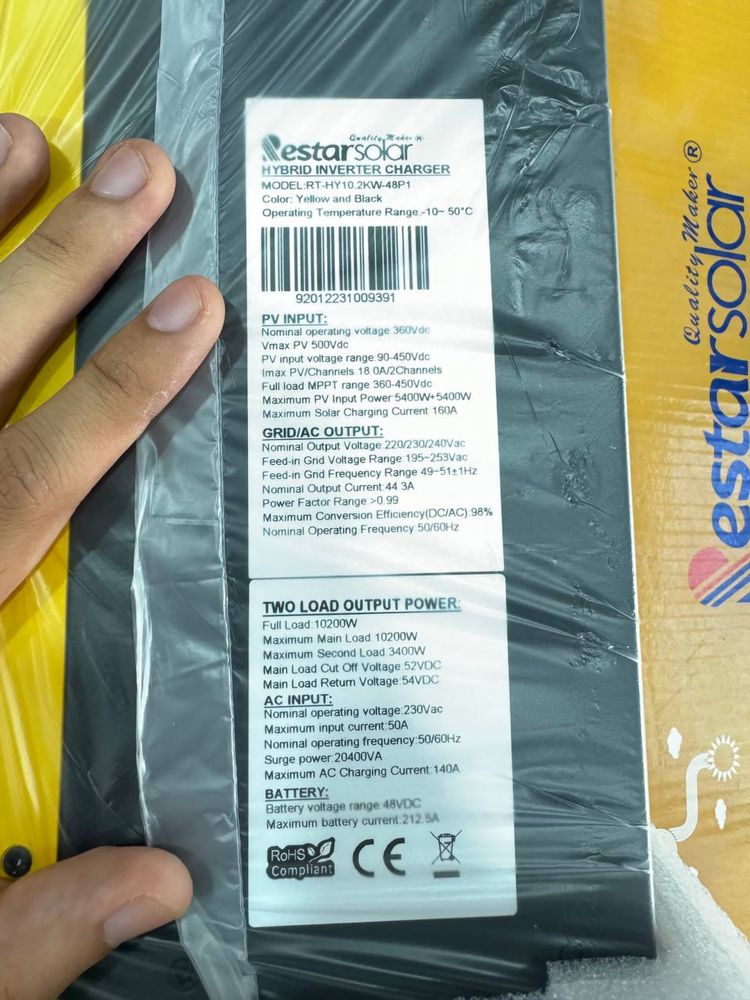 Quality Maker ®
Restarsolar
HYBRID INVERTER CHARGER
MODEL:RT-HY10.2KW-48P1
Color: Yellow and Black
Operating Temperature Range:-10~ 50°C
92012231009391
PV INPUT:
Nominal operating voltage:360Vdc
Vmax PV 500Vdc
PV input voltage range:90-450Vdc
Imax PV/Channels 18.0A/2Channels
Full load MPPT range 360-450Vdc
Maximum PV Input Power:5400W+5400W
Maximum Solar Charging Current 160A
GRID/AC OUTPUT:
Nominal Output Voltage:220/230/240Vac
Feed-in Grid Voltage Range:195~253Vac
Feed-in Grid Frequency Range 49~51±1Hz
Nominal Output Current:44.3A
Power Factor Range >0.99
Maximum Conversion Efficiency(DC/AC):98%
Nominal Operating Frequency:50/60Hz
TWO LOAD OUTPUT POWER:
Full Load:10200W
Maximum Main Load:10200W
Maximum Second Load:3400W
Main Load Cut Off Voltage:52VDC
Main Load Return Voltage:54VDC
AC INPUT:
Nominal operating voltage:230Vac
Maximum input current:50A
Nominal operating frequency:50/60Hz
Surge power:20400VA
Maximum AC Charging Current:140A
BATTERY:
Battery voltage range:48VDC
Maximum battery current:212.5A
RoHS
Compliant
CE
Quality Maker ®
Restarsolar